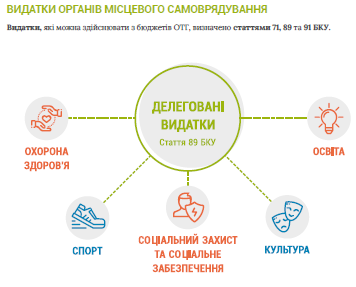 ВИДАТКИ ОРГАНІВ МІСЦЕВОГО САМОВРЯДУВАННЯ
Видатки, які можна здійснювати з бюджетів ОТГ, визначено статтями 71, 89 та 91 БКУ.
ДЕЛЕГОВАНІ
ВИДАТКИ
Стаття 89 БКУ
ОХОРОНА
ЗДОРОВ'Я
ОСВІТА
СПОРТ
СОЦІАЛЬНИЙ ЗАХИСТ
ТА СОЦІАЛЬНЕ
ЗАБЕЗПЕЧЕННЯ
КУЛЬТУРА